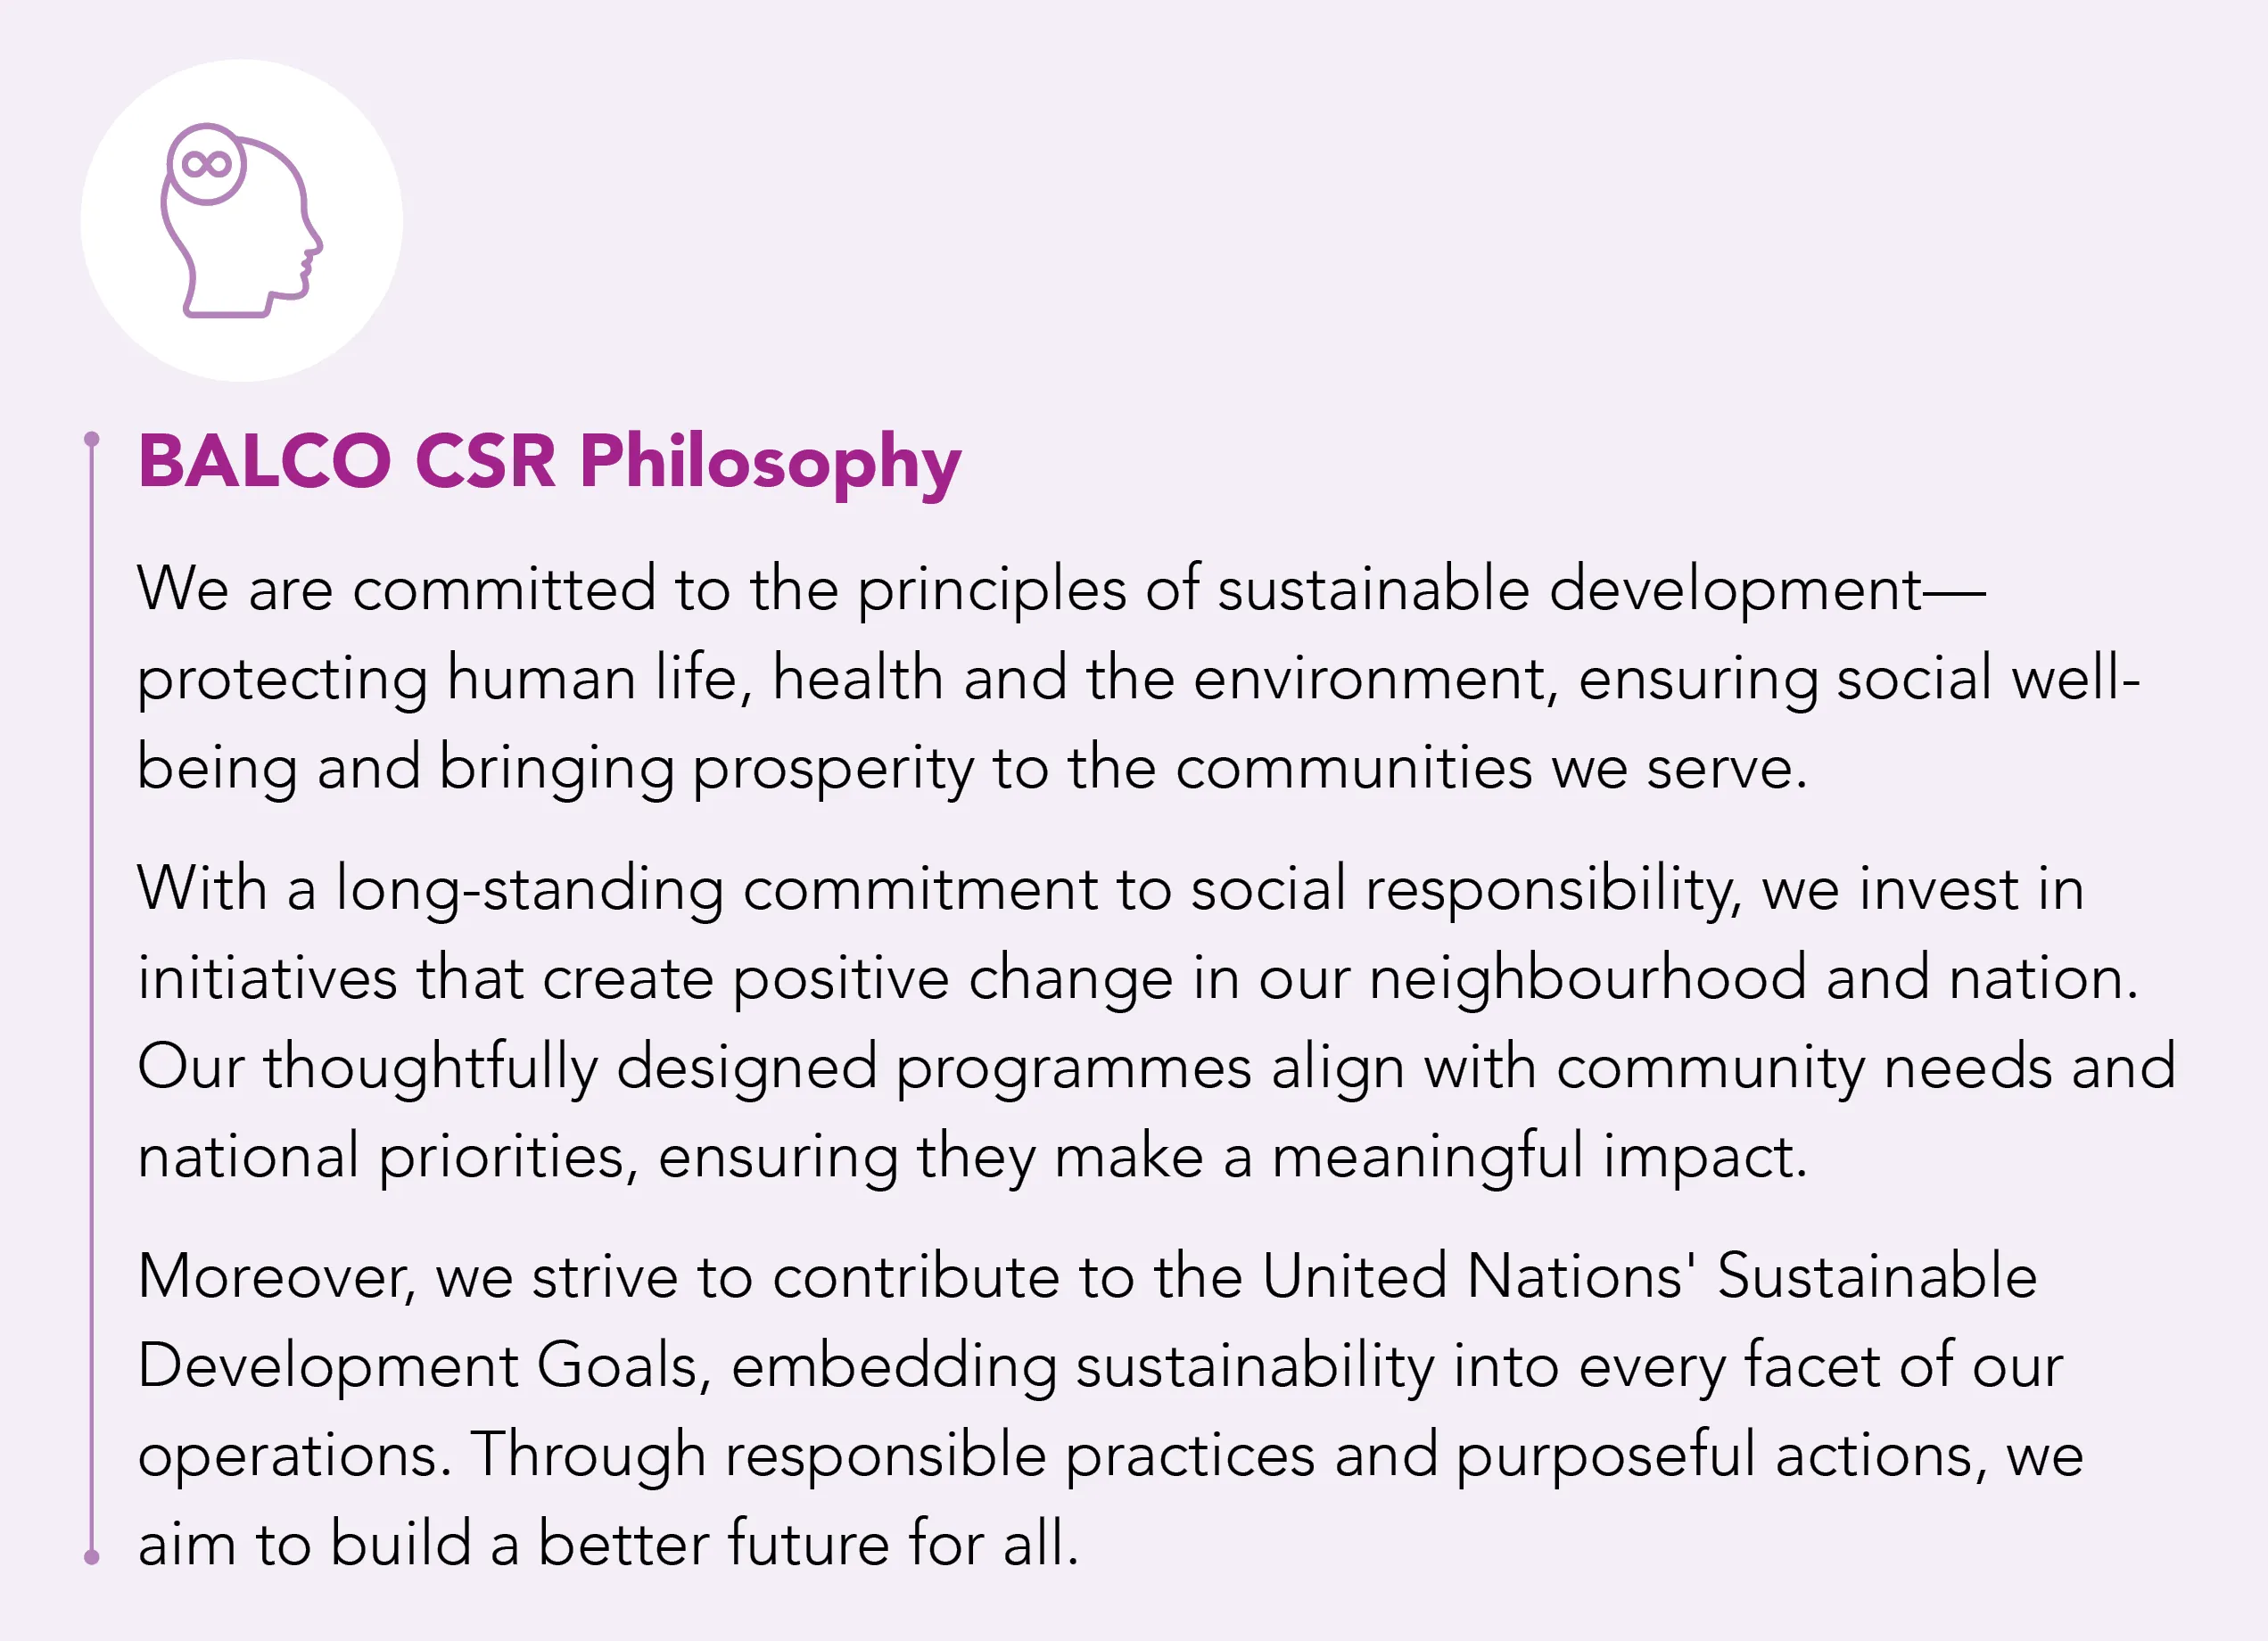 BALCO CSR Philosophy
We are committed to the principles of sustainable development—
protecting human life, health and the environment, ensuring social well-
being and bringing prosperity to the communities we serve.
With a long-standing commitment to social responsibility, we invest in
initiatives that create positive change in our neighbourhood and nation.
Our thoughtfully designed programmes align with community needs and
national priorities, ensuring they make a meaningful impact.
Moreover, we strive to contribute to the United Nations' Sustainable
Development Goals, embedding sustainability into every facet of our
operations. Through responsible practices and purposeful actions, we
aim to build a better future for all.